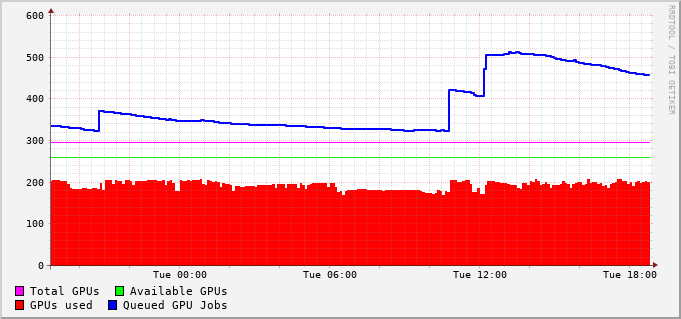 600
500
400
300
200
100
0
Tue 00:00 Tue 06:00 Tue 12:00 Tue 18:00
Total GPUs Available GPUs
GPUs used Queued GPU Jobs
RRDTOOL / TOBI OETIKER